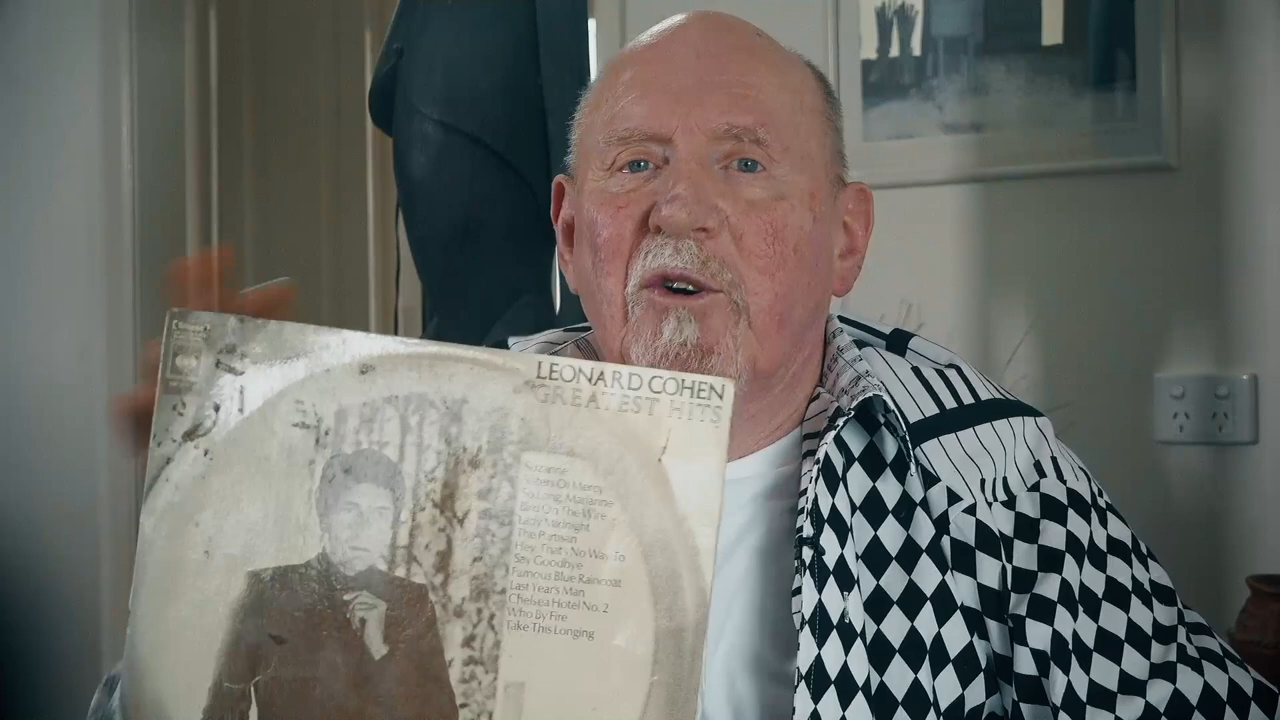 LEONARD COHEN
GREATEST HITS
Suzanne
Sisters Of Mercy
So Long, Marianne
Bird On The Wire
Lady Midnight
The Partisan
Hey, That's No Way To
Say Goodbye
Famous Blue Raincoat
Last Year's Man
Chelsea Hotel No. 2
Who By Fire
Take This Longing